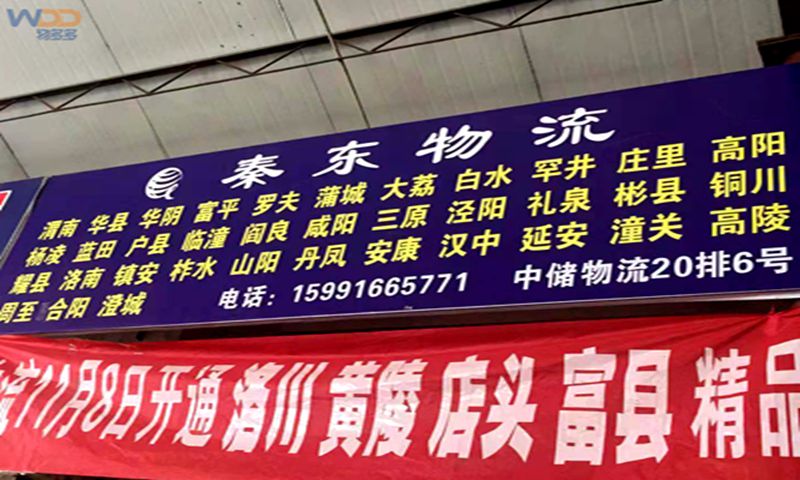 WDD
物多多
秦东物流
渭南 华县 华阴 富平 罗夫 蒲城 大荔 白水 罕井 庄里 高阳
杨凌 蓝田 户县 临潼 阎良 咸阳 三原 泾阳 礼泉 彬县 铜川
耀县 洛南 镇安 柞水 山阳 丹凤 安康 汉中 延安 潼关 高陵
周至 合阳 澄城
电话：15991665771 中储物流20排6号
流11月8日开通 洛川 黄陵 店头 富县 精品